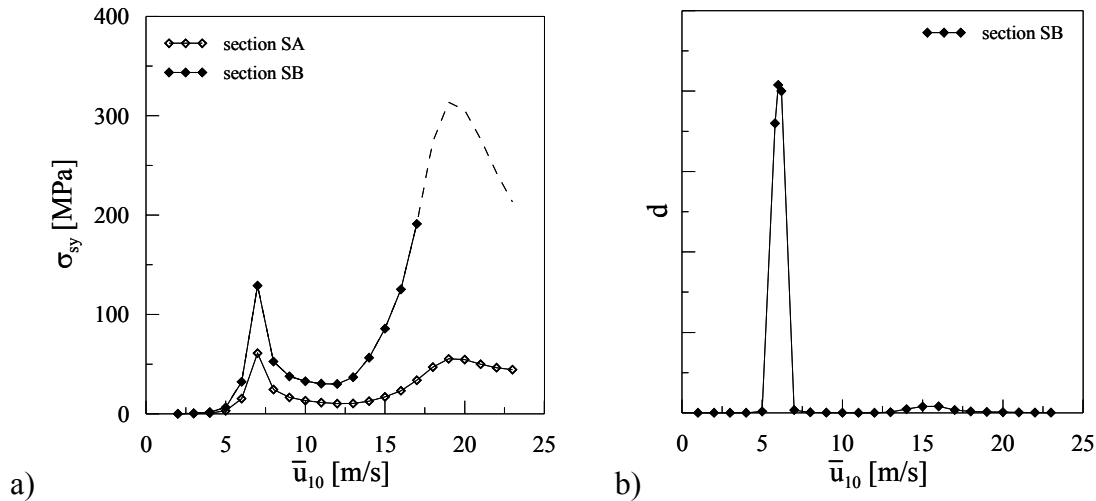 400
300
200
100
0
σsy [MPa]
section SA
section SB
0 5 10 15 20 25
ū10 [m/s]
a)
d
section SB
0 5 10 15 20 25
ū10 [m/s]
b)